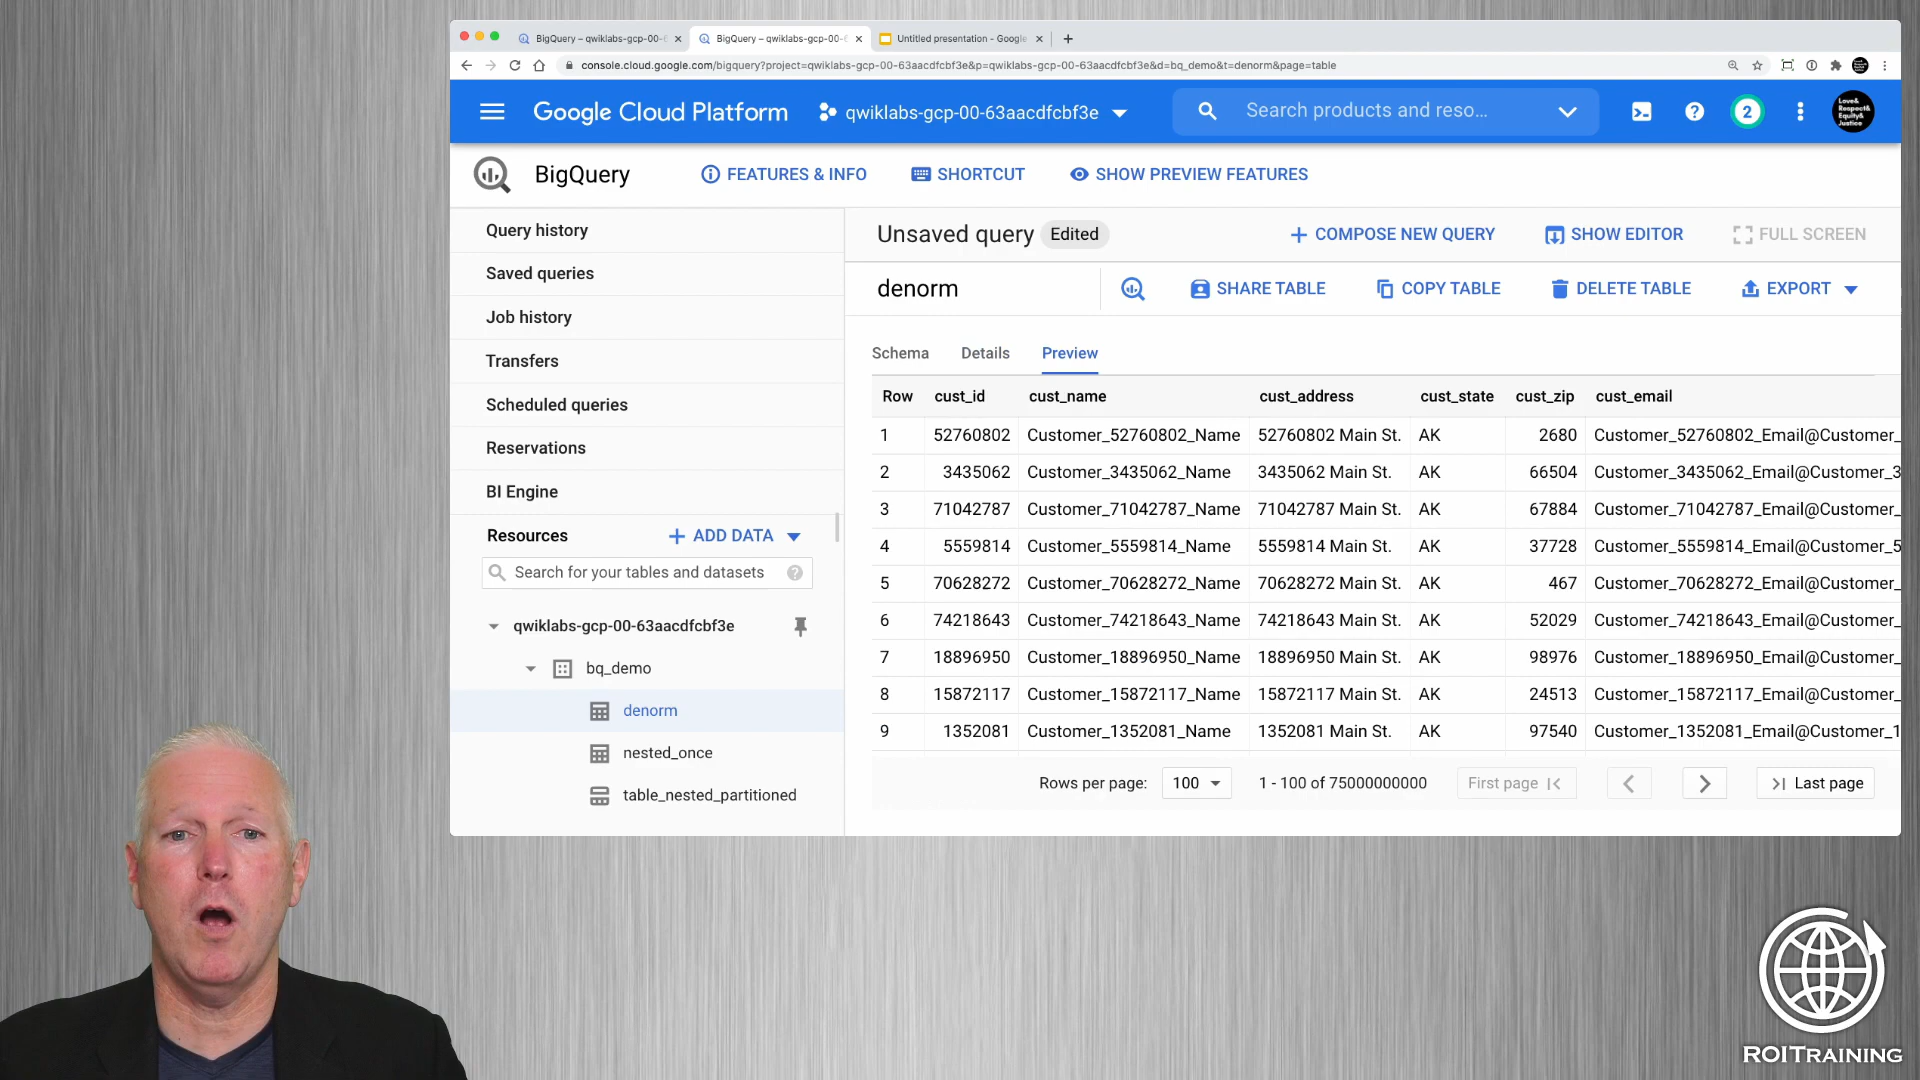 BigQuery – qwiklabs-gcp-00-6
BigQuery – qwiklabs-gcp-00-6
Untitled presentation - Google
console.cloud.google.com/bigquery?project=qwiklabs-gcp-00-63aacdfcbf3e&p=qwiklabs-gcp-00-63aacdfcbf3e&d=bq_demo&t=denorm&page=table
Google Cloud Platform
qwiklabs-gcp-00-63aacdfcbf3e
Search products and reso...
2
Love&
Respect&
Equity&
Justice
BigQuery
FEATURES & INFO
SHORTCUT
SHOW PREVIEW FEATURES
Query history
Saved queries
Job history
Transfers
Scheduled queries
Reservations
BI Engine
Resources
ADD DATA
Search for your tables and datasets
qwiklabs-gcp-00-63aacdfcbf3e
bq_demo
denorm
nested_once
table_nested_partitioned
Unsaved query Edited
COMPOSE NEW QUERY
SHOW EDITOR
FULL SCREEN
denorm
SHARE TABLE
COPY TABLE
DELETE TABLE
EXPORT
Schema Details Preview
Row cust_id cust_name cust_address cust_state cust_zip cust_email
1 52760802 Customer_52760802_Name 52760802 Main St. AK 2680 Customer_52760802_Email@Customer_
2 3435062 Customer_3435062_Name 3435062 Main St. AK 66504 Customer_3435062_Email@Customer_3
3 71042787 Customer_71042787_Name 71042787 Main St. AK 67884 Customer_71042787_Email@Customer_
4 5559814 Customer_5559814_Name 5559814 Main St. AK 37728 Customer_5559814_Email@Customer_5
5 70628272 Customer_70628272_Name 70628272 Main St. AK 467 Customer_70628272_Email@Customer_
6 74218643 Customer_74218643_Name 74218643 Main St. AK 52029 Customer_74218643_Email@Customer_
7 18896950 Customer_18896950_Name 18896950 Main St. AK 98976 Customer_18896950_Email@Customer_
8 15872117 Customer_15872117_Name 15872117 Main St. AK 24513 Customer_15872117_Email@Customer_
9 1352081 Customer_1352081_Name 1352081 Main St. AK 97540 Customer_1352081_Email@Customer_1
Rows per page: 100 1 - 100 of 75000000000 First page Last page
ROITRAINING